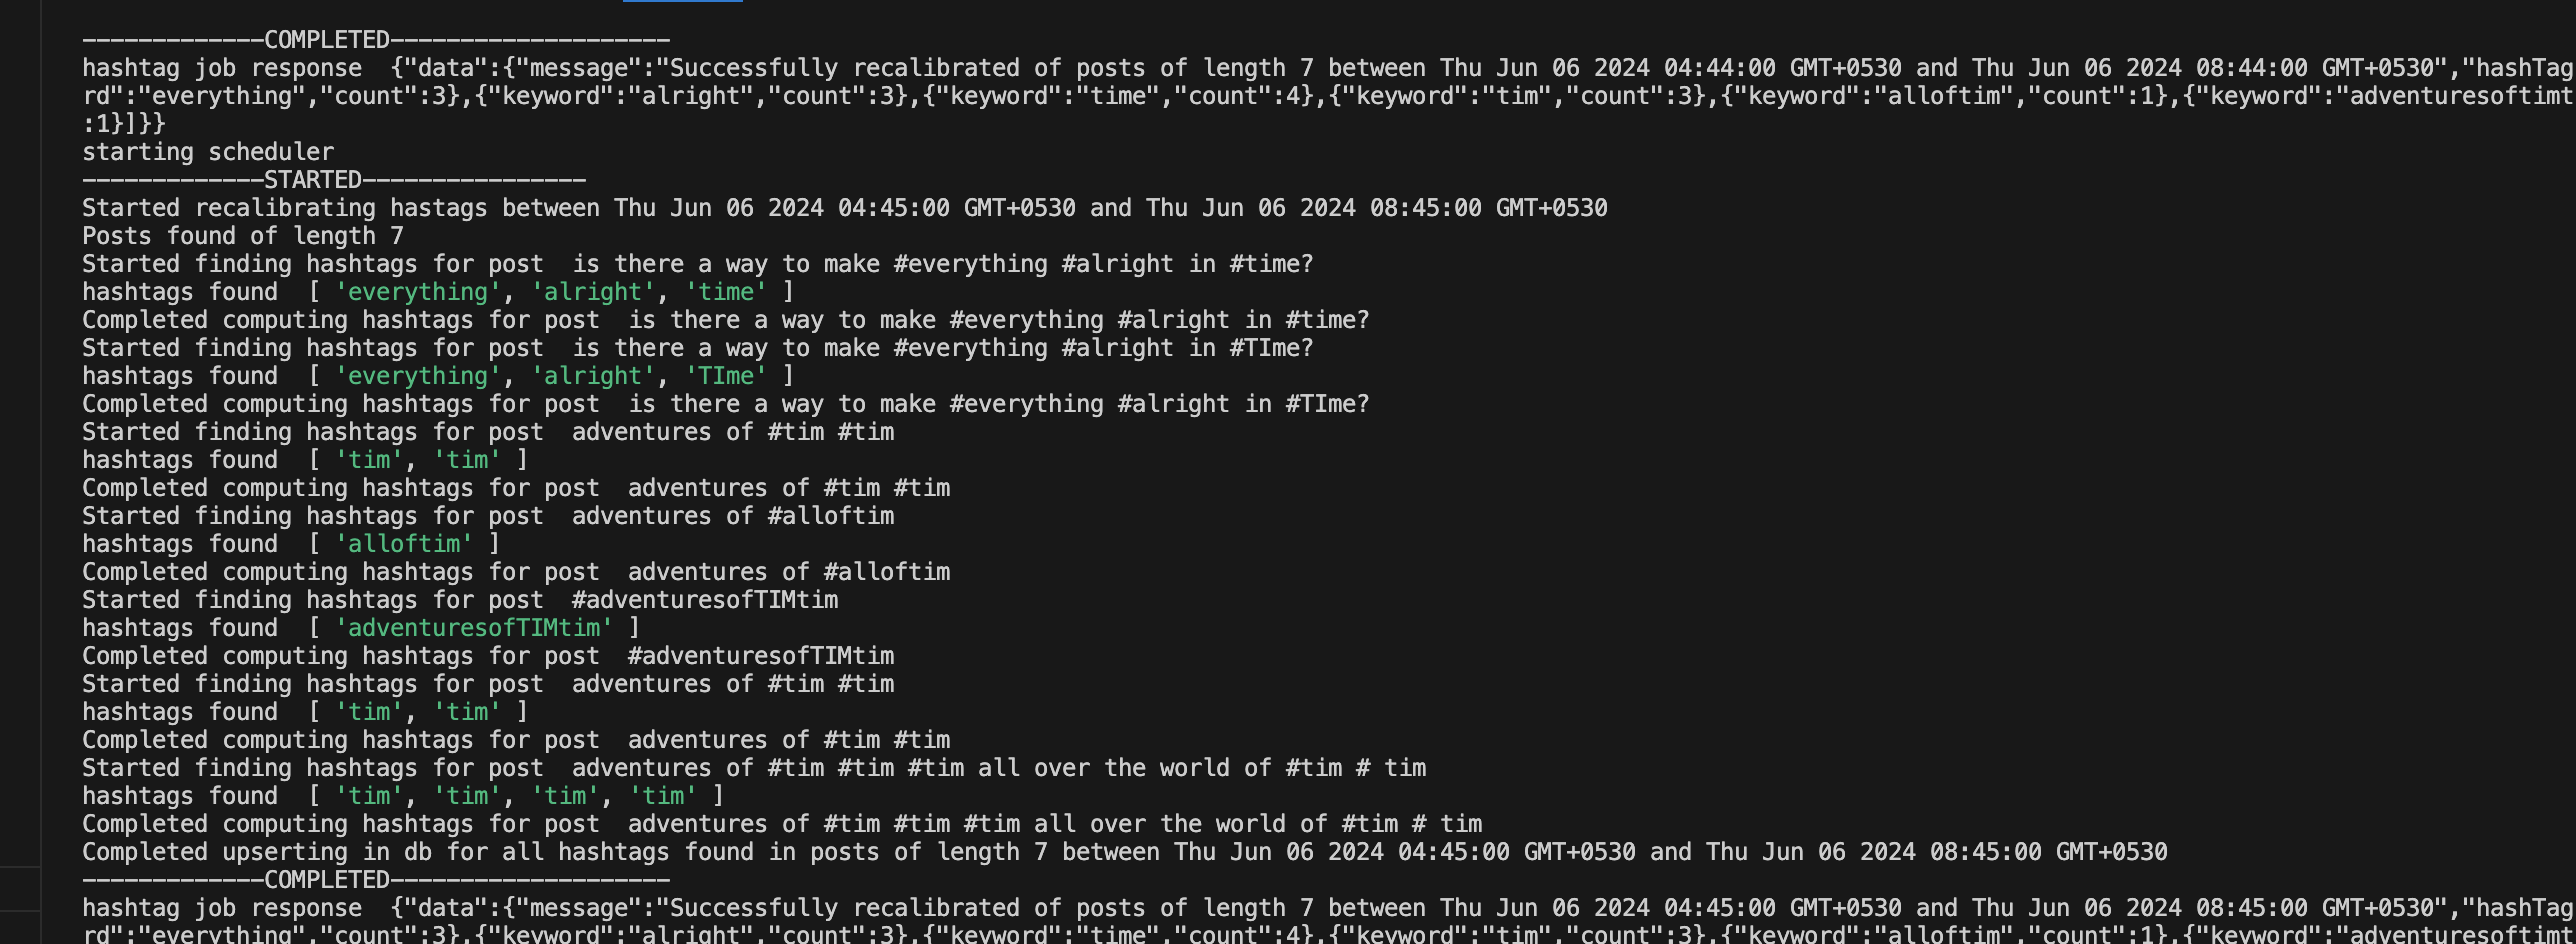 -------------COMPLETED--------------------
hashtag job response  {"data":{"message":"Successfully recalibrated of posts of length 7 between Thu Jun 06 2024 04:44:00 GMT+0530 and Thu Jun 06 2024 08:44:00 GMT+0530","hashTag
rd":"everything","count":3},{"keyword":"alright","count":3},{"keyword":"time","count":4},{"keyword":"tim","count":3},{"keyword":"alloftim","count":1},{"keyword":"adventuresoftimt
:1}]}}
starting scheduler
-------------STARTED----------------
Started recalibrating hastags between Thu Jun 06 2024 04:45:00 GMT+0530 and Thu Jun 06 2024 08:45:00 GMT+0530
Posts found of length 7
Started finding hashtags for post  is there a way to make #everything #alright in #time?
hashtags found  [ 'everything', 'alright', 'time' ]
Completed computing hashtags for post  is there a way to make #everything #alright in #time?
Started finding hashtags for post  is there a way to make #everything #alright in #TIme?
hashtags found  [ 'everything', 'alright', 'TIme' ]
Completed computing hashtags for post  is there a way to make #everything #alright in #TIme?
Started finding hashtags for post  adventures of #tim #tim
hashtags found  [ 'tim', 'tim' ]
Completed computing hashtags for post  adventures of #tim #tim
Started finding hashtags for post  adventures of #alloftim
hashtags found  [ 'alloftim' ]
Completed computing hashtags for post  adventures of #alloftim
Started finding hashtags for post  #adventuresofTIMtim
hashtags found  [ 'adventuresofTIMtim' ]
Completed computing hashtags for post  #adventuresofTIMtim
Started finding hashtags for post  adventures of #tim #tim
hashtags found  [ 'tim', 'tim' ]
Completed computing hashtags for post  adventures of #tim #tim
Started finding hashtags for post  adventures of #tim #tim #tim all over the world of #tim # tim
hashtags found  [ 'tim', 'tim', 'tim', 'tim' ]
Completed computing hashtags for post  adventures of #tim #tim #tim all over the world of #tim # tim
Completed upserting in db for all hashtags found in posts of length 7 between Thu Jun 06 2024 04:45:00 GMT+0530 and Thu Jun 06 2024 08:45:00 GMT+0530
-------------COMPLETED--------------------
hashtag job response  {"data":{"message":"Successfully recalibrated of posts of length 7 between Thu Jun 06 2024 04:45:00 GMT+0530 and Thu Jun 06 2024 08:45:00 GMT+0530","hashTag
rd":"everything","count":3},{"keyword":"alright","count":3},{"keyword":"time","count":4},{"keyword":"tim","count":3},{"keyword":"alloftim","count":1},{"keyword":"adventuresoftimt